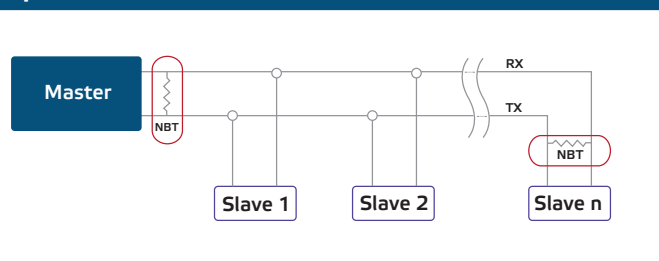 RX
Master
TX
NBT
NBT
Slave 1
Slave 2
Slave n